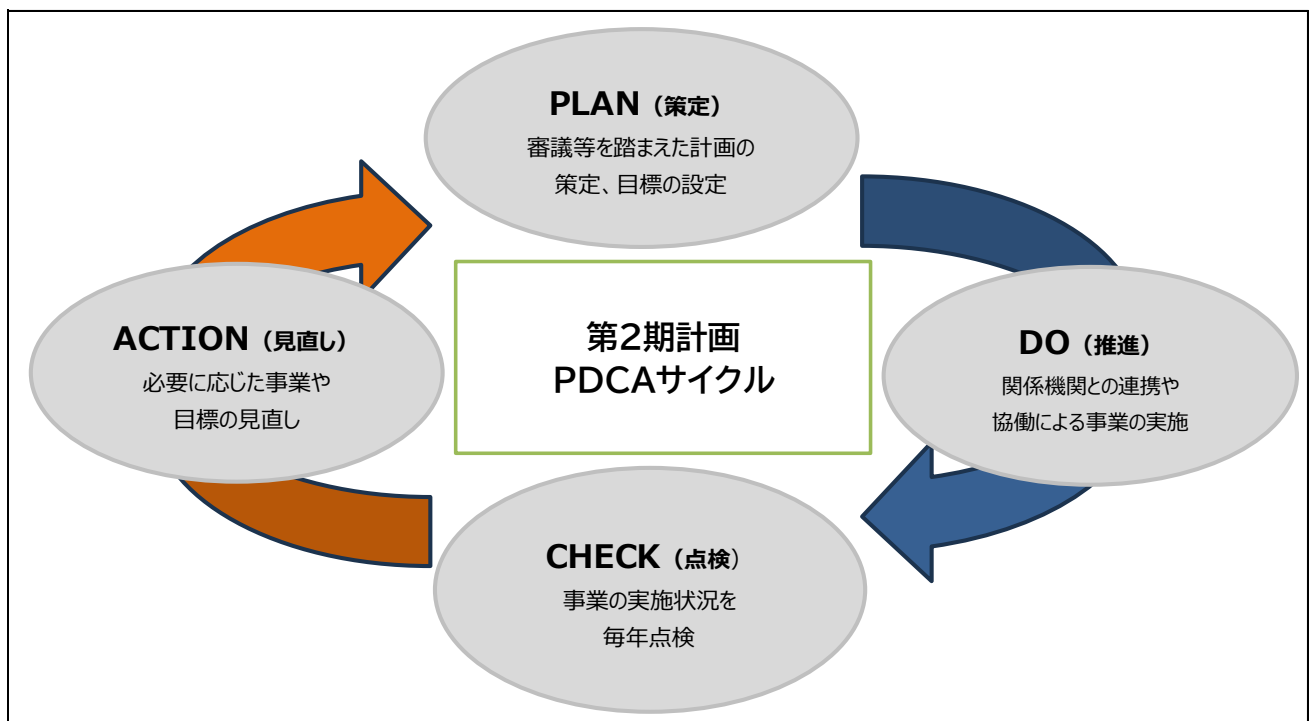 PLAN（策定）
審議等を踏まえた計画の
策定、目標の設定
ACTION（見直し）
必要に応じた事業や
目標の見直し
第2期計画
PDCAサイクル
DO（推進）
関係機関との連携や
協働による事業の実施
CHECK（点検）
事業の実施状況を
毎年点検